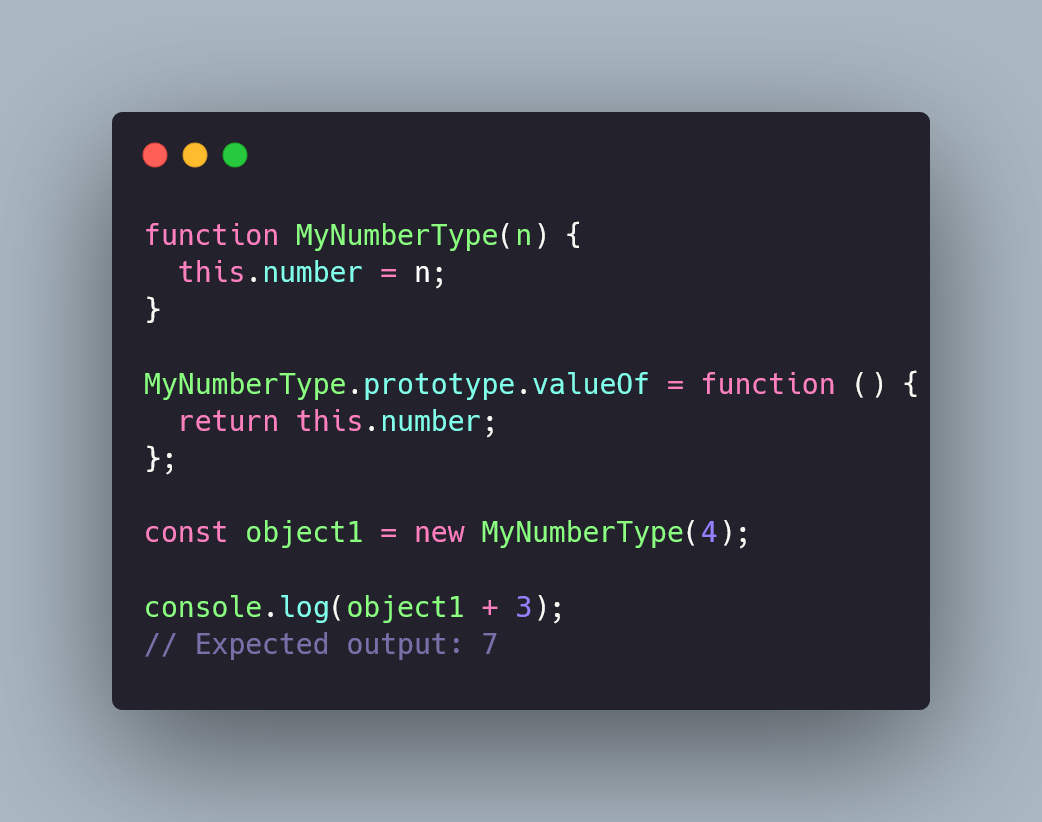 function MyNumberType(n) {
  this.number = n;
}

MyNumberType.prototype.valueOf = function () {
  return this.number;
};

const object1 = new MyNumberType(4);

console.log(object1 + 3);
// Expected output: 7